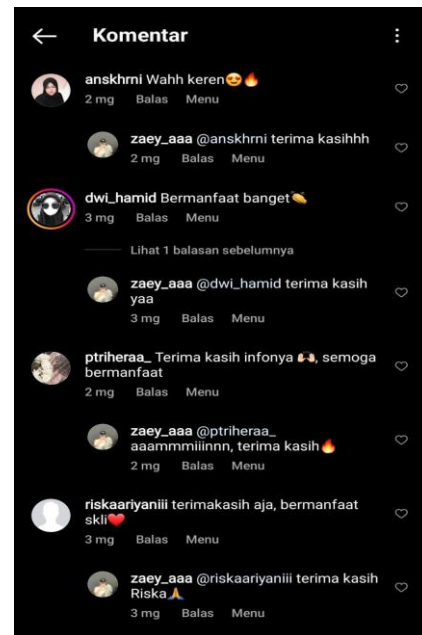 Komentar
anskhrni Wahh keren😍🔥
2 mg Balas Menu
zaey_aaa @anskhrni terima kasihhh
2 mg Balas Menu
dwi_hamid Bermanfaat banget👏
3 mg Balas Menu
Lihat 1 balasan sebelumnya
zaey_aaa @dwi_hamid terima kasih
yaa
3 mg Balas Menu
ptriheraa_ Terima kasih infonya 🙌🏻, semoga
bermanfaat
2 mg Balas Menu
zaey_aaa @ptriheraa_
aaammmiiinnn, terima kasih🔥
2 mg Balas Menu
riskaariyaniii terimakasih aja, bermanfaat
skli❤️
3 mg Balas Menu
zaey_aaa @riskaariyaniii terima kasih
Riska🙏
3 mg Balas Menu